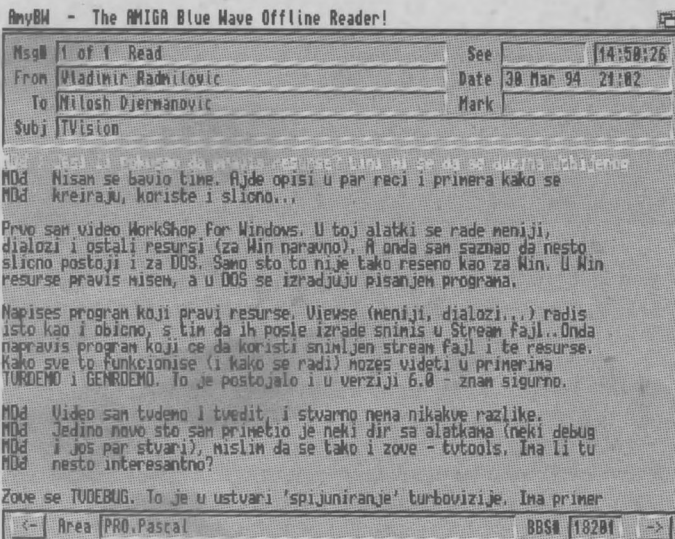 AmyBW - The AMIGA Blue Wave Offline Reader!
Msg# 1 of 1 Read See 14:50:26
From Vladimir Radmilovic Date 30 Mar 94 21:02
To Milosh Djermanovic Mark
Subj TVision
da se
MDd Nisam se bavio time. Ajde opisi u par reci i primera kako se
MDd kreiraju, koriste i slicno...
Prvo sam video WorkShop for Windows. U toj alatki se rade meniji,
dialozi i ostali resursi (za Win naravno). A onda sam saznao da nesto
slicno postoji i za DOS. Samo sto to nije tako reseno kao za Win. U Win
resurse pravis misem, a u DOS se izradjuju pisanjem programa.
Napises program koji pravi resurse. Viewse (meniji, dialozi...) radis
isto kao i obicno, s tim da ih posle izrade snimis u Stream fajl..Onda
napravis program koji ce da koristi snimljen stream fajl i te resurse.
Kako sve to funkcionise (i kako se radi) mozes videti u primerima
TVRDEMO i GENRDEMO. To je postojalo i u verziji 6.0 - znam sigurno.
MDd Video sam tvdemo i tvedit, i stvarno nema nikakve razlike.
MDd Jedino novo sto sam primetio je neki dir sa alatkama (neki debug
MDd i jos par stvari), mislim da se tako i zove - tvtools. Ima li tu
MDd nesto interesantno?
Zove se TVDEBUG. To je u ustvari 'spijuniranje' turbovizije. Ima primer
<- Area PRO.Pascal BBS# 18201 ->